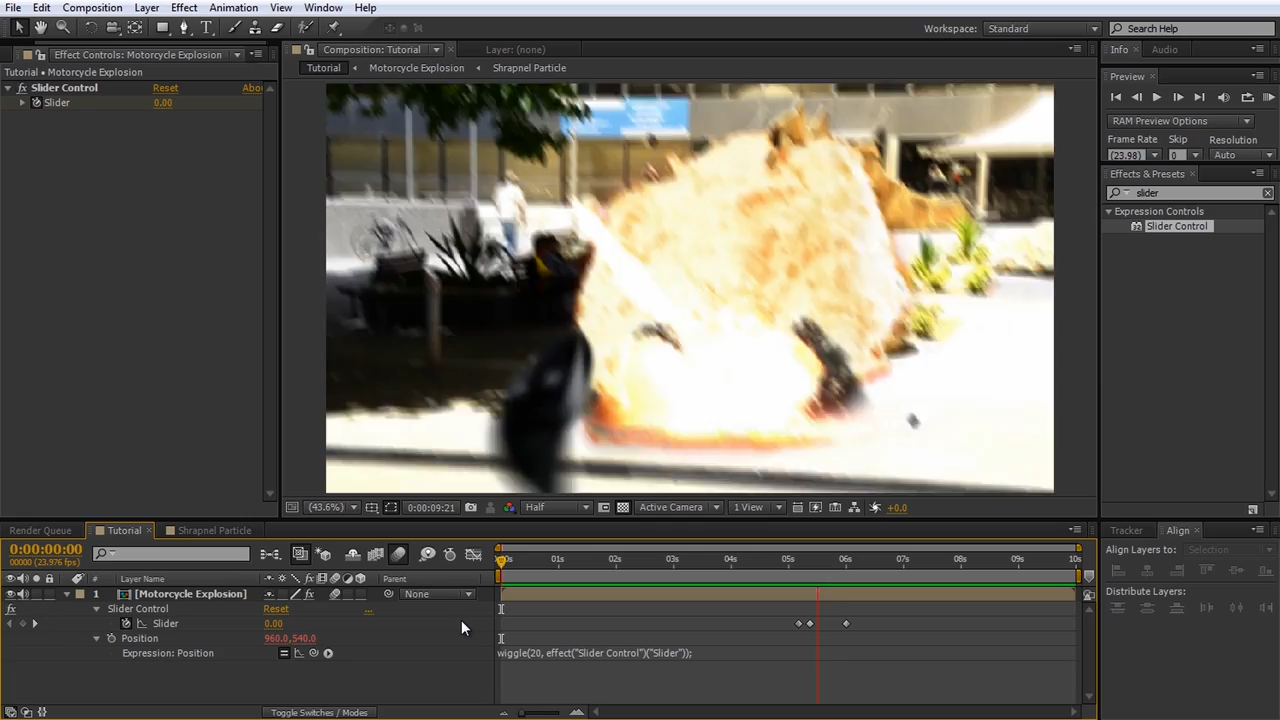 File Edit Composition Layer Effect Animation View Window Help
Workspace: Standard Search Help
Effect Controls: Motorcycle Explosion
Composition: Tutorial Layer: (none)
Info Audio
Tutorial Motorcycle Explosion Shrapnel Particle
Tutorial • Motorcycle Explosion
Preview
Slider Control Reset Abo
Slider 0.00
RAM Preview Options
Frame Rate Skip Resolution
(23.98) 0 Auto
Effects & Presets
slider
Expression Controls
Slider Control
(43.6%) 0:00:09:21 Half Active Camera 1 View +0.0
Render Queue Tutorial Shrapnel Particle
Tracker Align
0:00:00:00
00000 (23.976 fps)
Align Layers to: Selection
0s 01s 02s 03s 04s 05s 06s 07s 08s 09s 10s
# Layer Name Parent
1 [Motorcycle Explosion] None
Distribute Layers:
Slider Control Reset ...
Slider 0.00
Position 960.0,540.0
Expression: Position wiggle(20, effect("Slider Control")("Slider"));
Toggle Switches / Modes